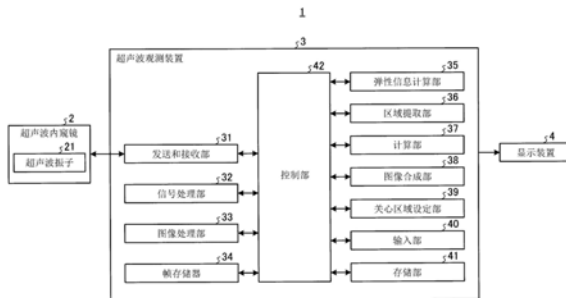 1
3
超声波观测装置
42
控制部
2
超声波内窥镜
21
超声波振子
31
发送和接收部
32
信号处理部
33
图像处理部
34
帧存储器
35
弹性信息计算部
36
区域提取部
37
计算部
38
图像合成部
39
关心区域设定部
40
输入部
41
存储部
4
显示装置